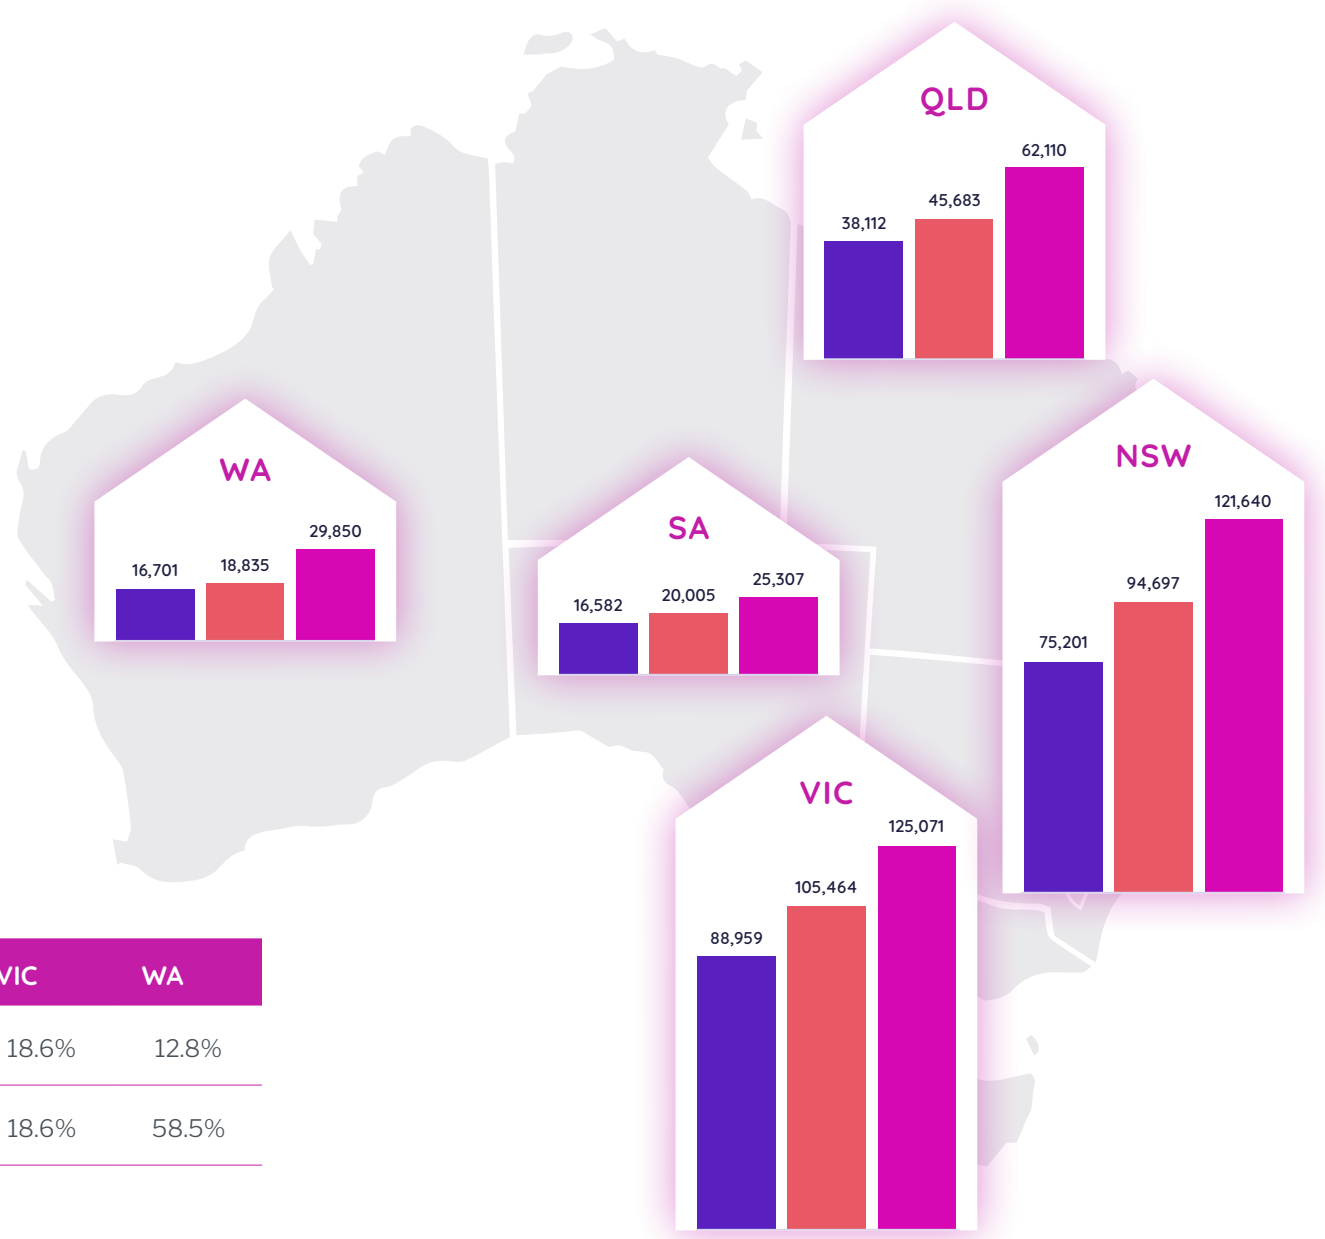 QLD
62,110
45,683
38,112
NSW
121,640
94,697
75,201
WA
29,850
18,835
16,701
SA
25,307
20,005
16,582
VIC
125,071
105,464
88,959
VIC WA
18.6% 12.8%
18.6% 58.5%